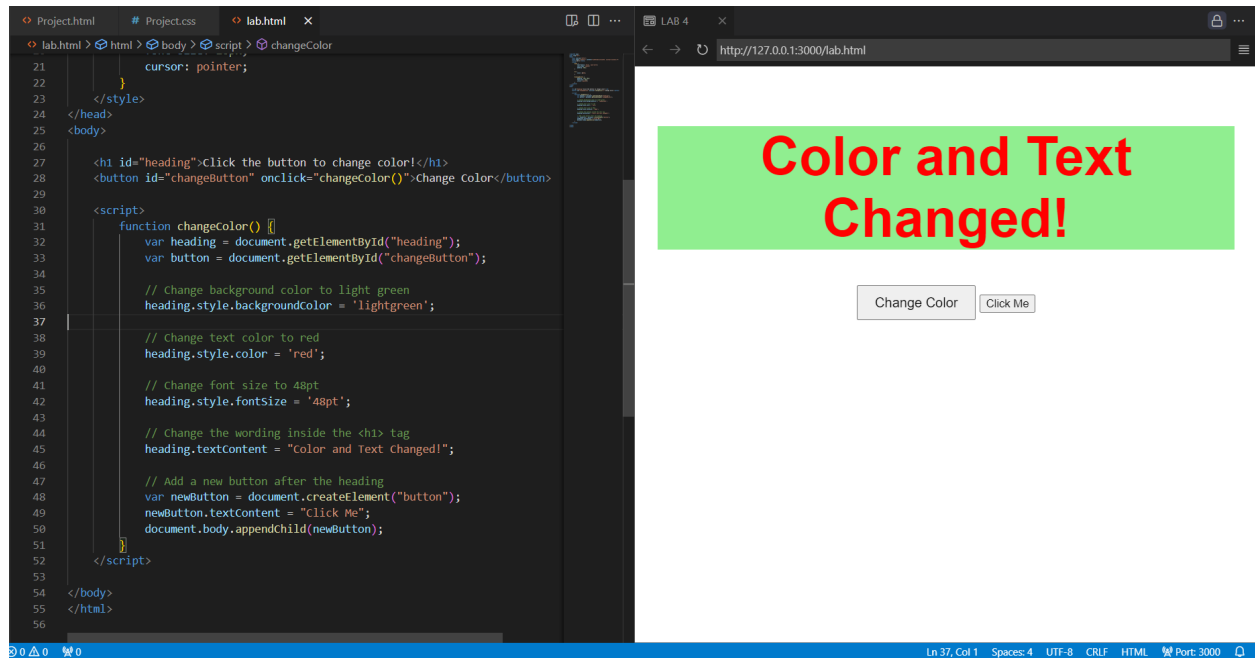 Project.html # Project.css lab.html
lab.html > html > body > script > changeColor
21 cursor: pointer;
22 }
23 </style>
24 </head>
25 <body>
26
27 <h1 id="heading">Click the button to change color!</h1>
28 <button id="changeButton" onclick="changeColor()">Change Color</button>
29
30 <script>
31 function changeColor() {
32 var heading = document.getElementById("heading");
33 var button = document.getElementById("changeButton");
34
35 // Change background color to light green
36 heading.style.backgroundColor = 'lightgreen';
37
38 // Change text color to red
39 heading.style.color = 'red';
40
41 // Change font size to 48pt
42 heading.style.fontSize = '48pt';
43
44 // Change the wording inside the <h1> tag
45 heading.textContent = "Color and Text Changed!";
46
47 // Add a new button after the heading
48 var newButton = document.createElement("button");
49 newButton.textContent = "Click Me";
50 document.body.appendChild(newButton);
51 }
52 </script>
53
54 </body>
55 </html>
56
LAB 4
http://127.0.0.1:3000/lab.html
Color and Text
Changed!
Change Color Click Me
0 0 0 Ln 37, Col 1 Spaces: 4 UTF-8 CRLF HTML Port: 3000